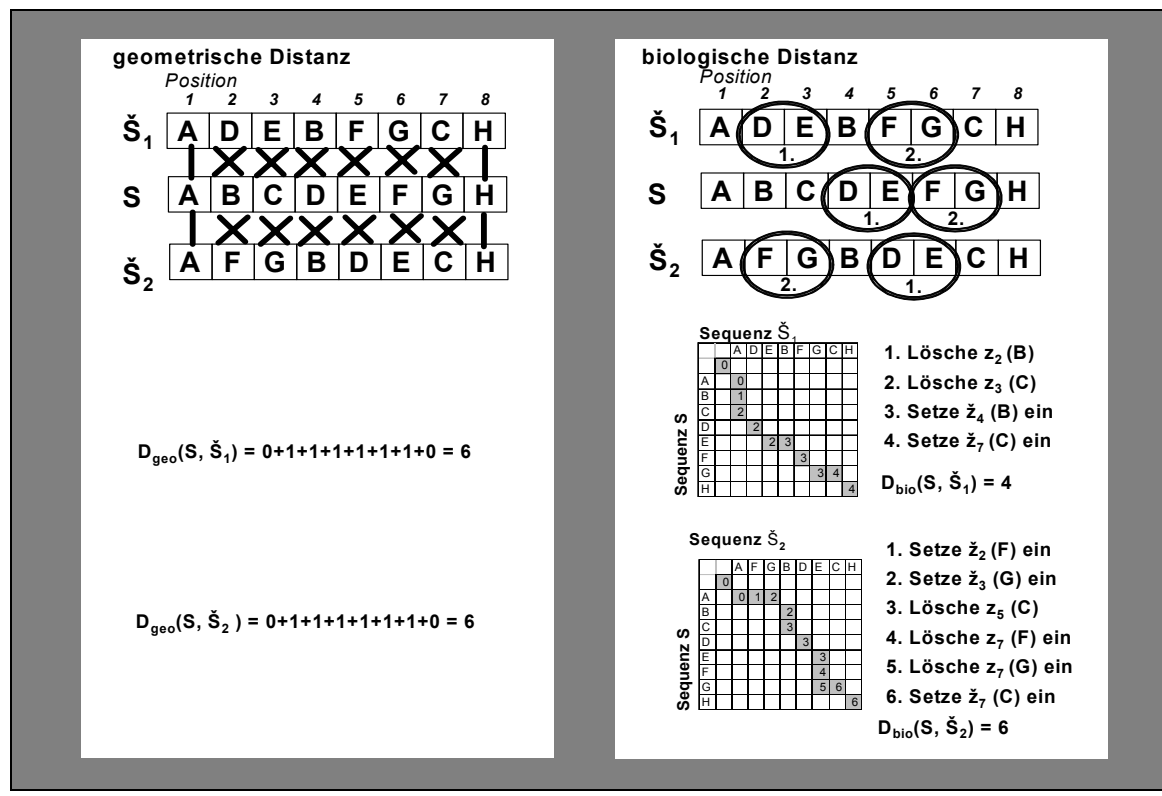 geometrische Distanz
Position
1 2 3 4 5 6 7 8
Š1 A D E B F G C H
S A B C D E F G H
Š2 A F G B D E C H
Dgeo(S, Š1) = 0+1+1+1+1+1+1+0 = 6
Dgeo(S, Š2 ) = 0+1+1+1+1+1+1+0 = 6
biologische Distanz
Position
1 2 3 4 5 6 7 8
Š1 A D E B F G C H
1. 2.
S A B C D E F G H
1. 2.
Š2 A F G B D E C H
2. 1.
Sequenz Š1
A D E B F G C H
0
A 0
B 1
C 2
D 2
E 2 3
F 3
G 3 4
H 4
Sequenz S
1. Lösche z2 (B)
2. Lösche z3 (C)
3. Setze ž4 (B) ein
4. Setze ž7 (C) ein
Dbio(S, Š1) = 4
Sequenz Š2
A F G B D E C H
0
A 0 1 2
B 2
C 3
D 3
E 3
F 4
G 5 6
H 6
Sequenz S
1. Setze ž2 (F) ein
2. Setze ž3 (G) ein
3. Lösche z5 (C)
4. Lösche z7 (F) ein
5. Lösche z7 (G) ein
6. Setze ž7 (C) ein
Dbio(S, Š2) = 6